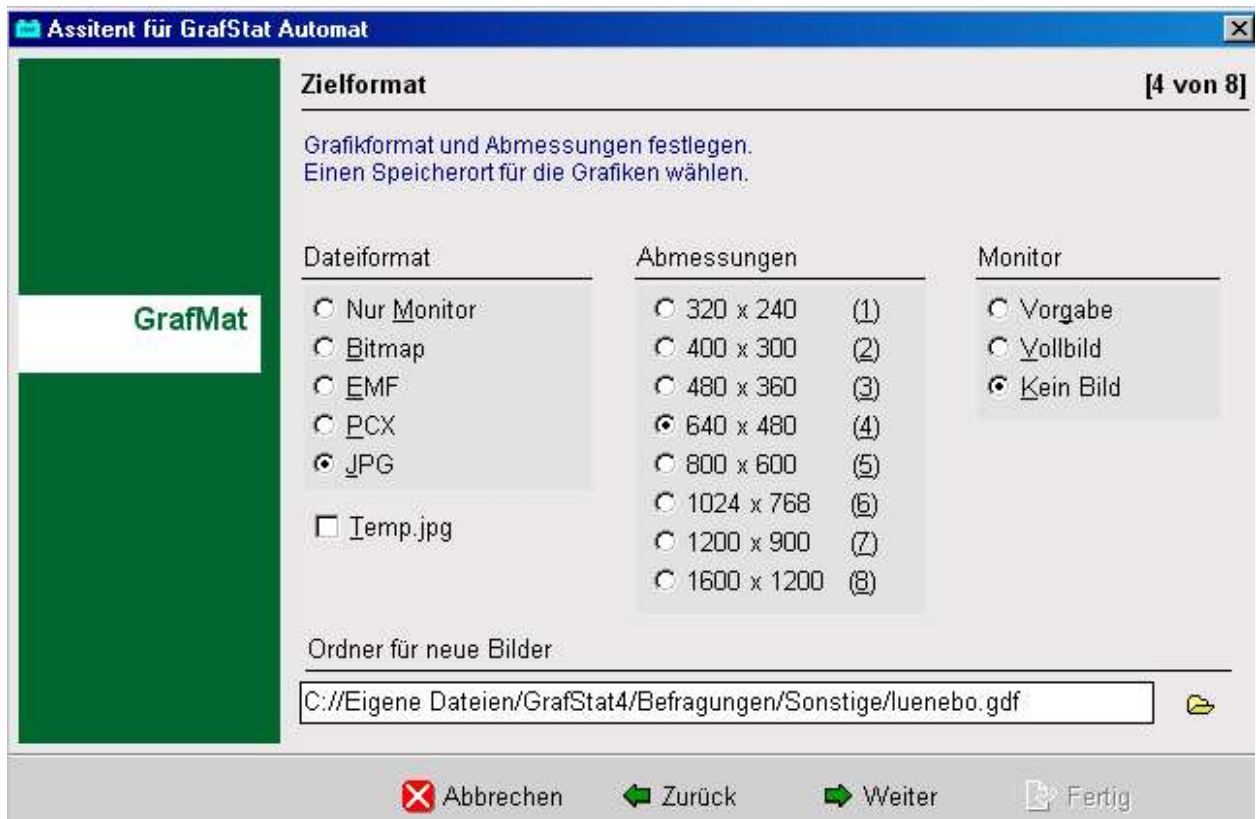 Assitent für GrafStat Automat
Zielformat [4 von 8]
Grafikformat und Abmessungen festlegen.
Einen Speicherort für die Grafiken wählen.
GrafMat
Dateiformat
Nur Monitor
Bitmap
EMF
PCX
JPG
Temp.jpg
Abmessungen
320 x 240 (1)
400 x 300 (2)
480 x 360 (3)
640 x 480 (4)
800 x 600 (5)
1024 x 768 (6)
1200 x 900 (7)
1600 x 1200 (8)
Monitor
Vorgabe
Vollbild
Kein Bild
Ordner für neue Bilder
C://Eigene Dateien/GrafStat4/Befragungen/Sonstige/luenebo.gdf
Abbrechen Zurück Weiter Fertig